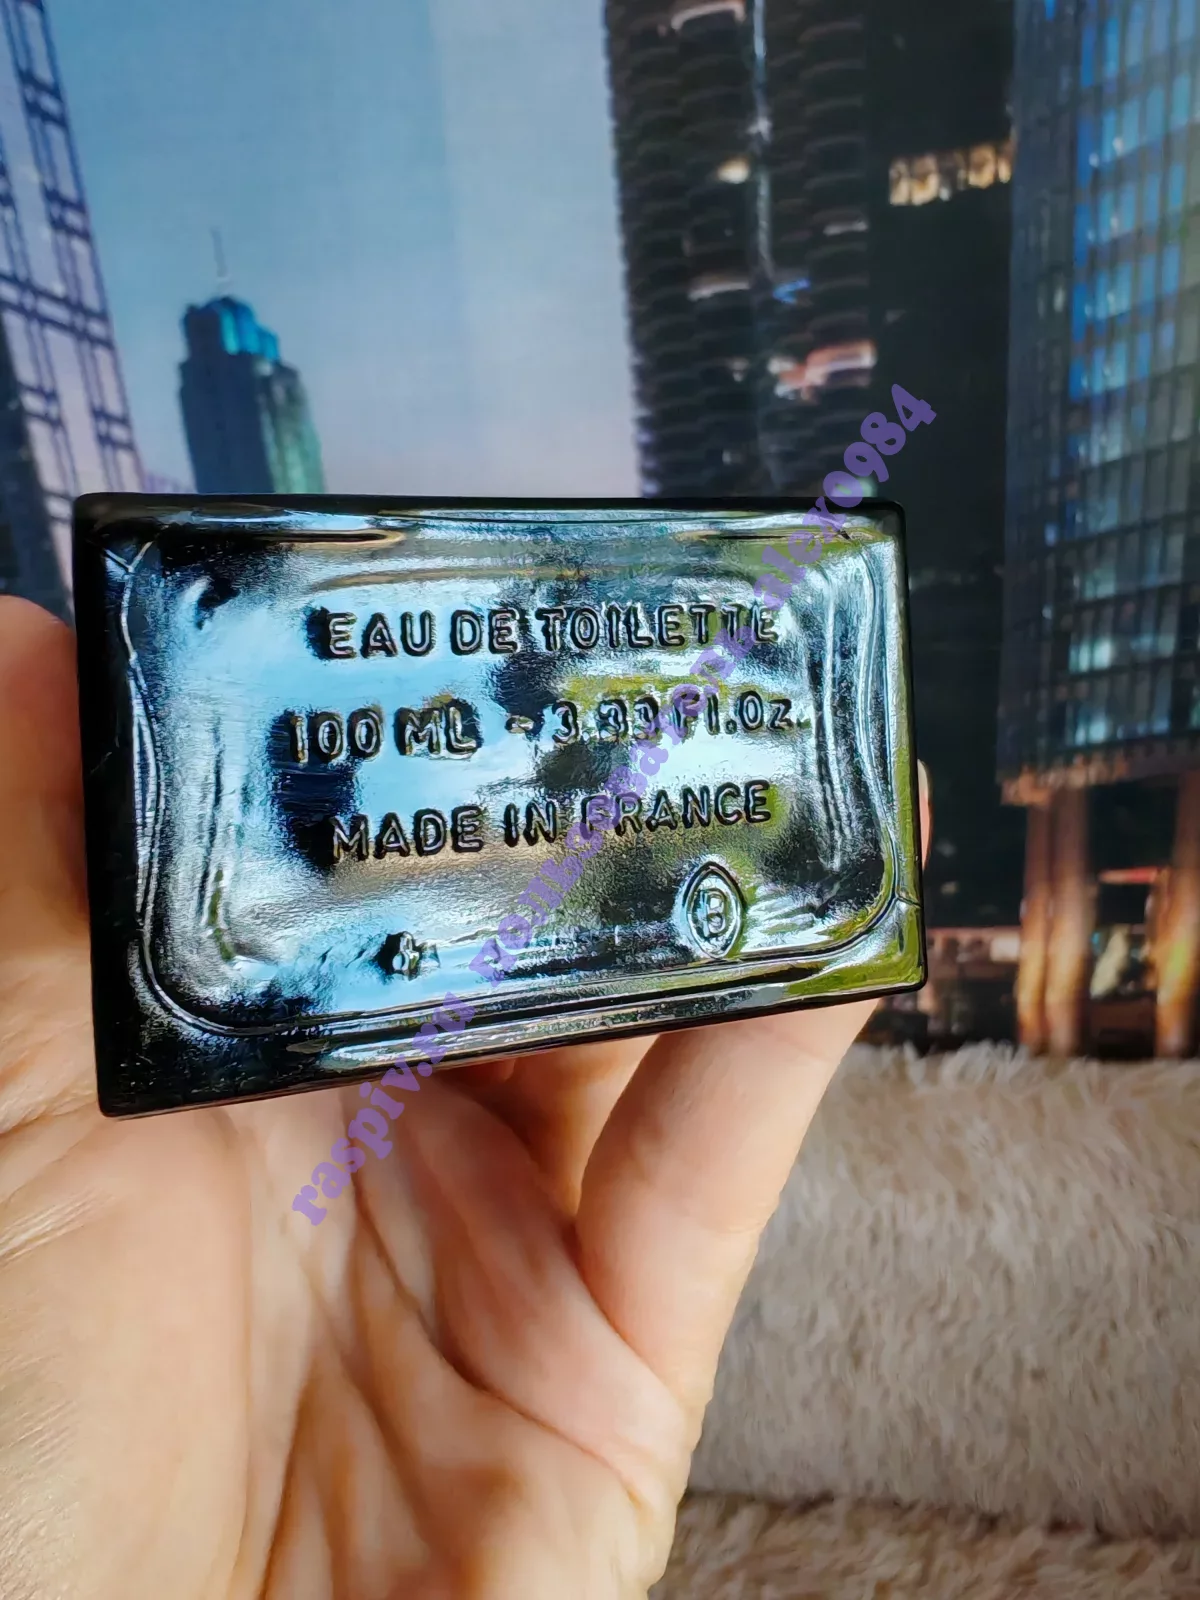 EAU DE TOILETTE
100 ML - 3.33 Fl.Oz.
MADE IN FRANCE
B